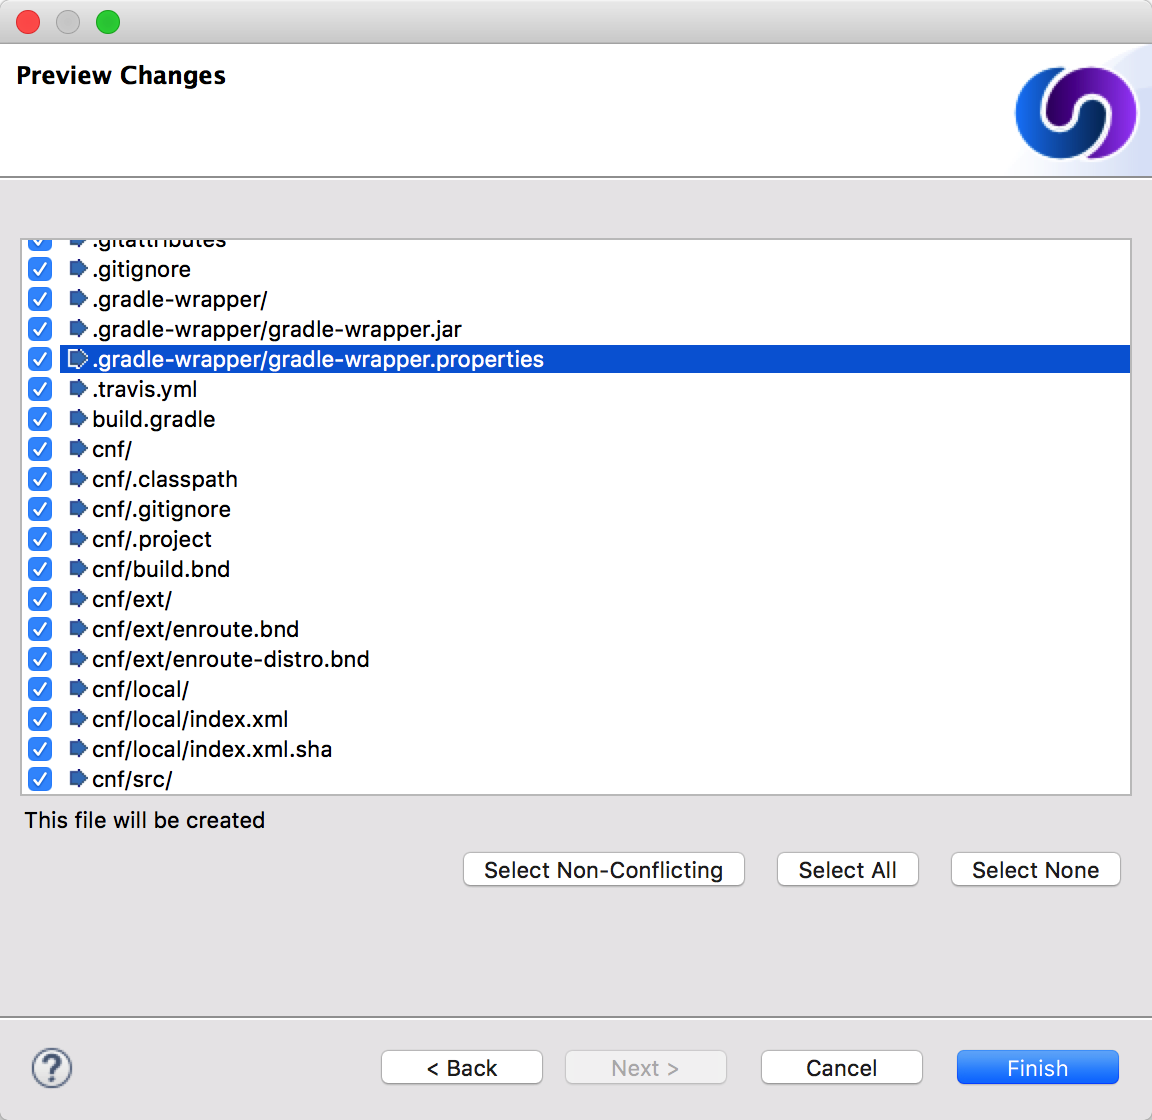 Preview Changes
.gitattributes
.gitignore
.gradle-wrapper/
.gradle-wrapper/gradle-wrapper.jar
.gradle-wrapper/gradle-wrapper.properties
.travis.yml
build.gradle
cnf/
cnf/.classpath
cnf/.gitignore
cnf/.project
cnf/build.bnd
cnf/ext/
cnf/ext/enroute.bnd
cnf/ext/enroute-distro.bnd
cnf/local/
cnf/local/index.xml
cnf/local/index.xml.sha
cnf/src/
This file will be created
Select Non-Conflicting Select All Select None
? < Back Next > Cancel Finish